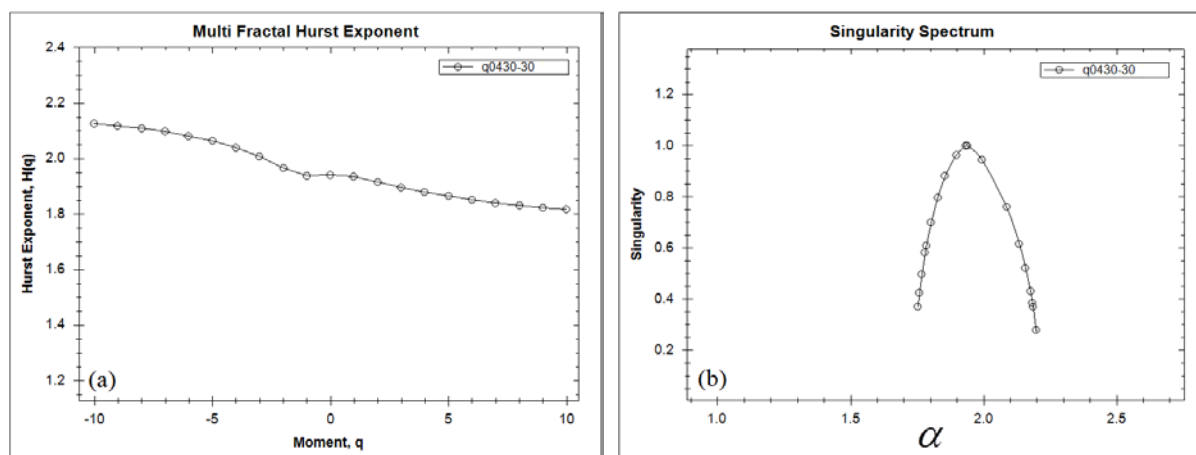 Multi Fractal Hurst Exponent
q0430-30
Hurst Exponent, H(q)
2.4
2.2
2.0
1.8
1.6
1.4
1.2
(a)
-10
-5
0
5
10
Moment, q
Singularity Spectrum
q0430-30
Singularity
1.2
1.0
0.8
0.6
0.4
0.2
(b)
1.0
1.5
2.0
2.5
α